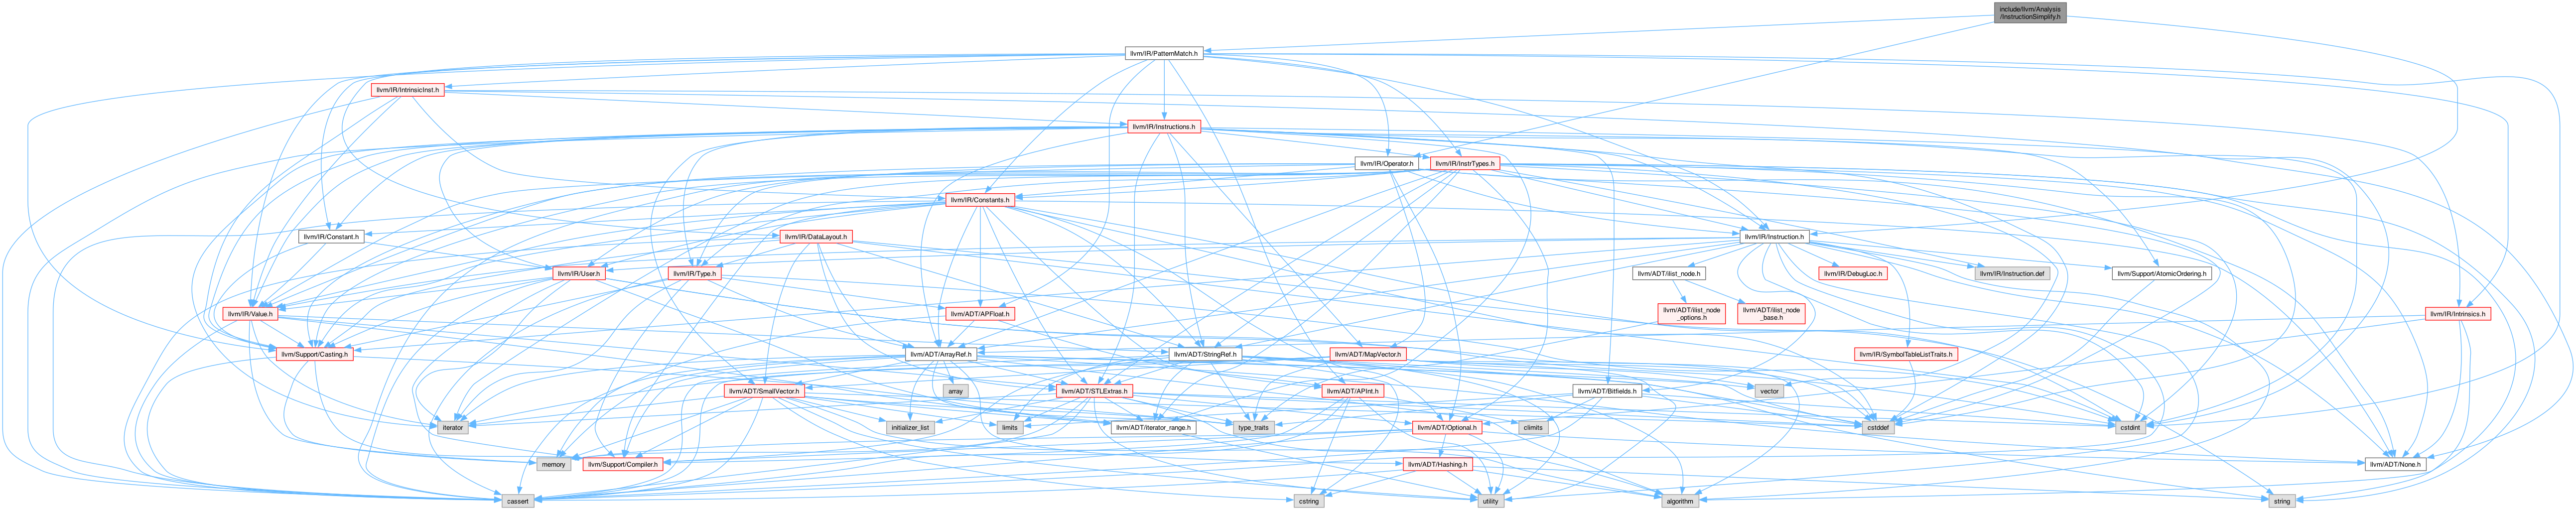 include/llvm/Analysis
/InstructionSimplify.h
llvm/IR/PatternMatch.h
llvm/IR/IntrinsicInst.h
llvm/IR/Instructions.h
llvm/IR/Operator.h
llvm/IR/InstrTypes.h
llvm/IR/Constants.h
llvm/IR/Constant.h
llvm/IR/DataLayout.h
llvm/IR/Instruction.h
llvm/IR/User.h
llvm/IR/Type.h
llvm/ADT/ilist_node.h
llvm/IR/DebugLoc.h
llvm/IR/Instruction.def
llvm/Support/AtomicOrdering.h
llvm/IR/Value.h
llvm/ADT/APFloat.h
llvm/ADT/ilist_node
_options.h
llvm/ADT/ilist_node
_base.h
llvm/IR/Intrinsics.h
llvm/Support/Casting.h
llvm/ADT/ArrayRef.h
llvm/ADT/StringRef.h
llvm/ADT/MapVector.h
llvm/IR/SymbolTableListTraits.h
llvm/ADT/SmallVector.h
array
llvm/ADT/STLExtras.h
llvm/ADT/APInt.h
vector
llvm/ADT/Bitfields.h
iterator
initializer_list
limits
llvm/ADT/iterator_range.h
type_traits
llvm/ADT/Optional.h
climits
cstddef
cstdint
memory
llvm/Support/Compiler.h
llvm/ADT/Hashing.h
llvm/ADT/None.h
cassert
cstring
utility
algorithm
string